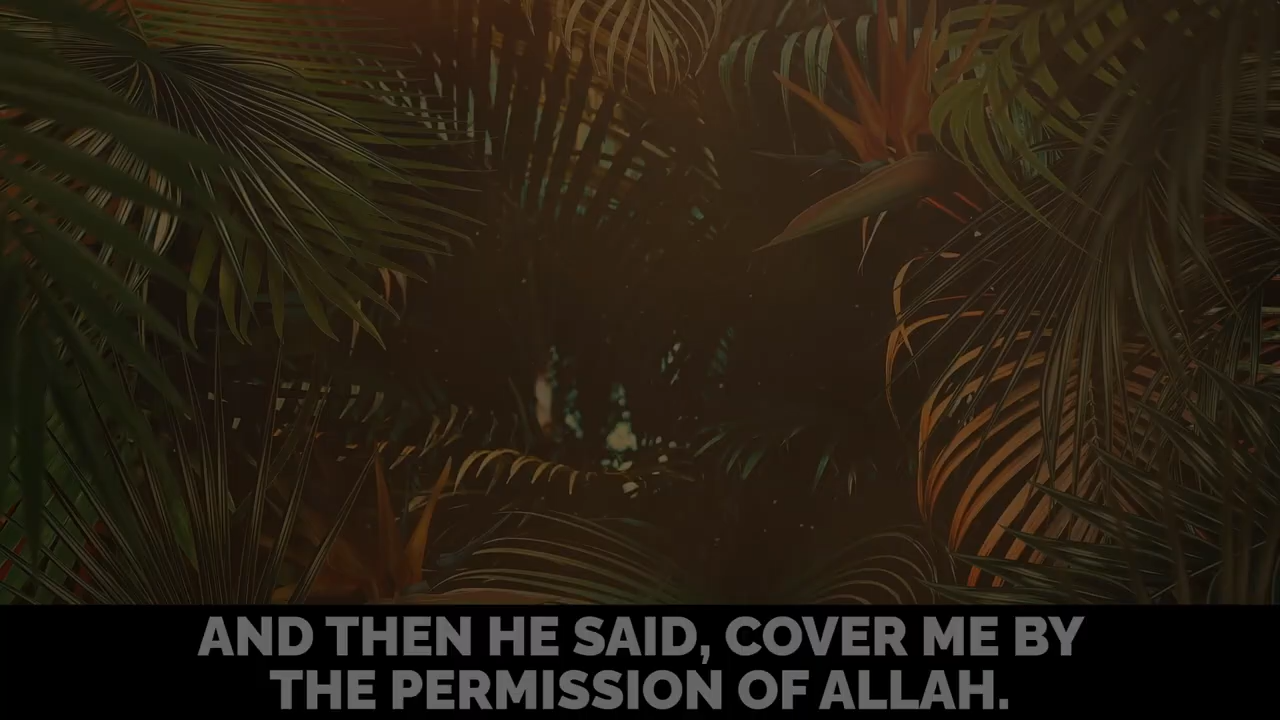 AND THEN HE SAID, COVER ME BY
THE PERMISSION OF ALLAH.